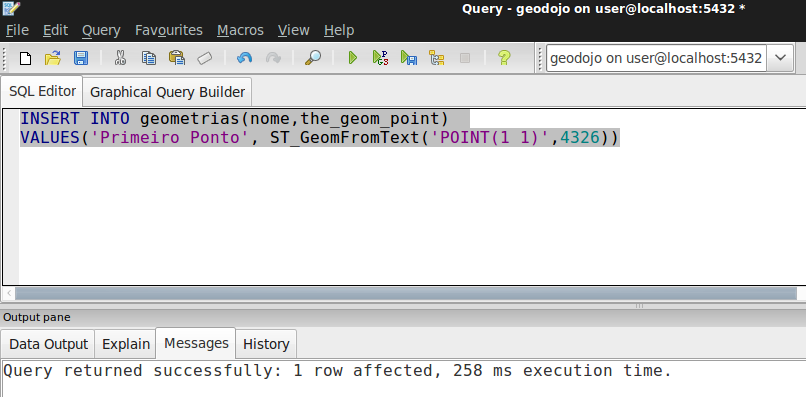 Query - geodojo on user@localhost:5432 *
File Edit Query Favourites Macros View Help
geodojo on user@localhost:5432
SQL Editor Graphical Query Builder
INSERT INTO geometrias(nome,the_geom_point)
VALUES('Primeiro Ponto', ST_GeomFromText('POINT(1 1)',4326))
Output pane
Data Output Explain Messages History
Query returned successfully: 1 row affected, 258 ms execution time.